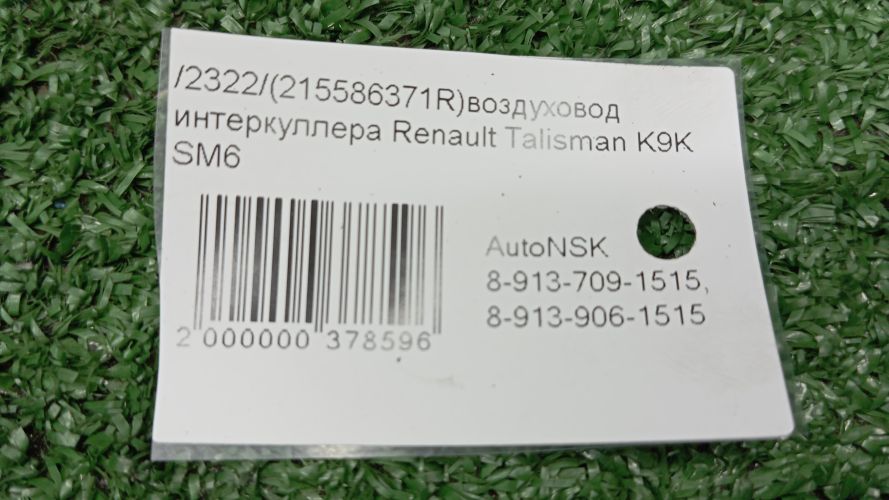 /2322/(215586371R)воздуховод
интеркуллера Renault Talisman K9K
SM6
AutoNSK
8-913-709-1515,
8-913-906-1515
2 000000 378596